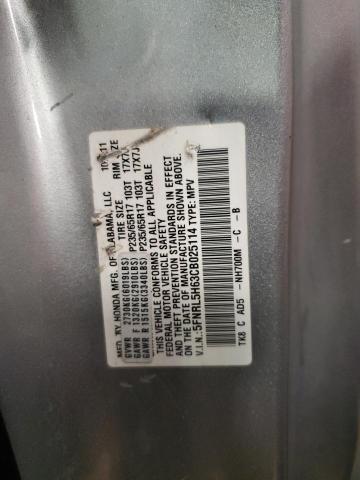 MFD. BY HONDA MFG. OF ALABAMA, LLC 11
TIRE SIZE RIM SIZE
GVWR 2730KG(6019LBS)
GAWR F 1320KG(2910LBS) P235/65R17 103T 17X7J
GAWR R 1515KG(3340LBS) P235/65R17 103T 17X7J
THIS VEHICLE CONFORMS TO ALL APPLICABLE
FEDERAL MOTOR VEHICLE SAFETY
AND THEFT PREVENTION STANDARDS IN EFFECT
ON THE DATE OF MANUFACTURE SHOWN ABOVE.
V.I.N.: 5FNRL5H63CB025114 TYPE: MPV
TK8 C AD5 -NH700M -C -B